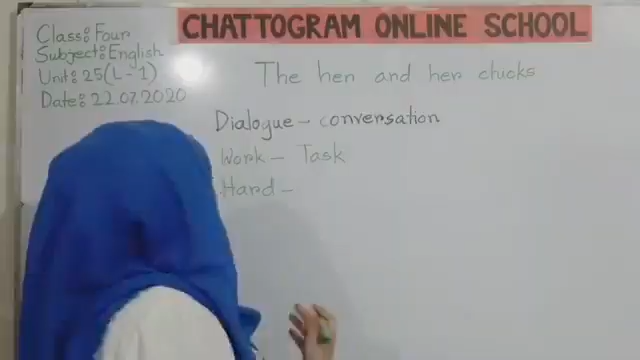 CHATTOGRAM ONLINE SCHOOL
Class: Four
Subject: English
Unit: 25 (L - 1)
Date: 22.07.2020
The hen and her chicks
Dialogue - conversation
Work - Task
Hard -